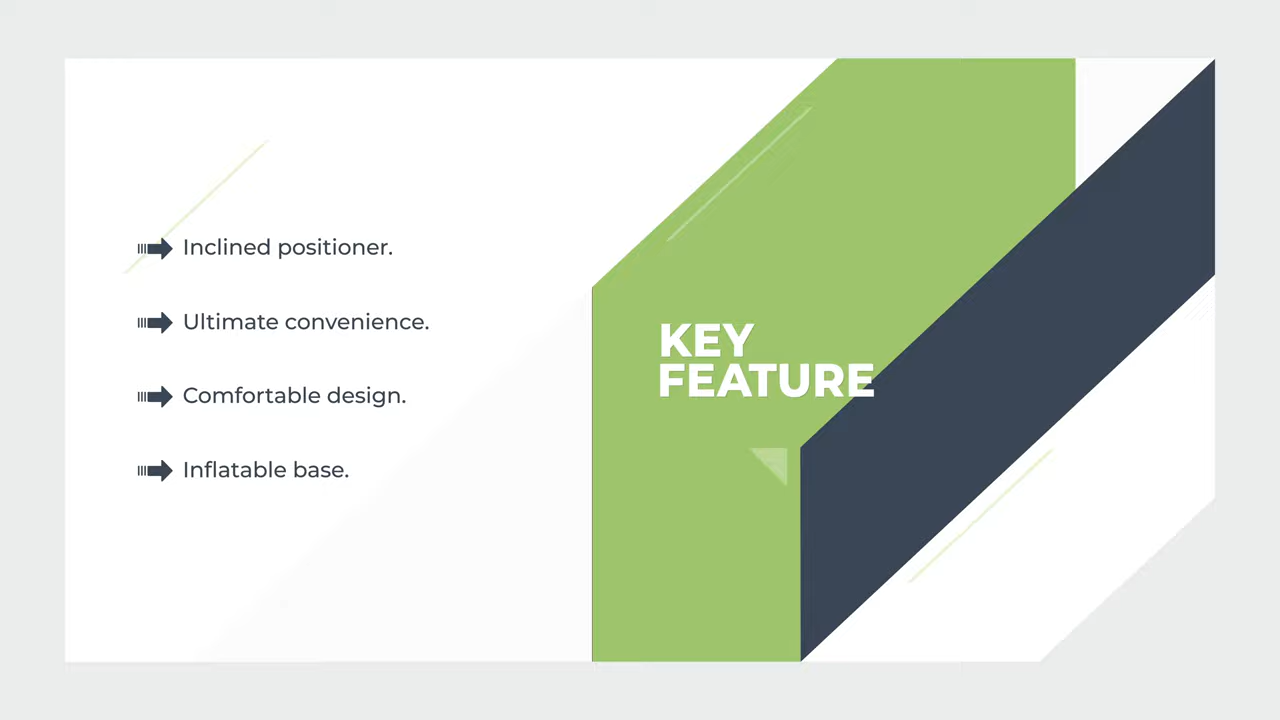 Inclined positioner.
Ultimate convenience.
Comfortable design.
Inflatable base.
KEY
FEATURE